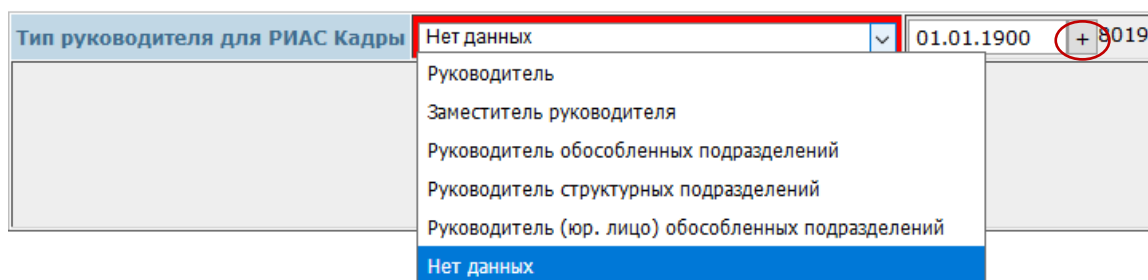 Тип руководителя для РИАС Кадры Нет данных 01.01.1900 + 8019
Руководитель
Заместитель руководителя
Руководитель обособленных подразделений
Руководитель структурных подразделений
Руководитель (юр. лицо) обособленных подразделений
Нет данных